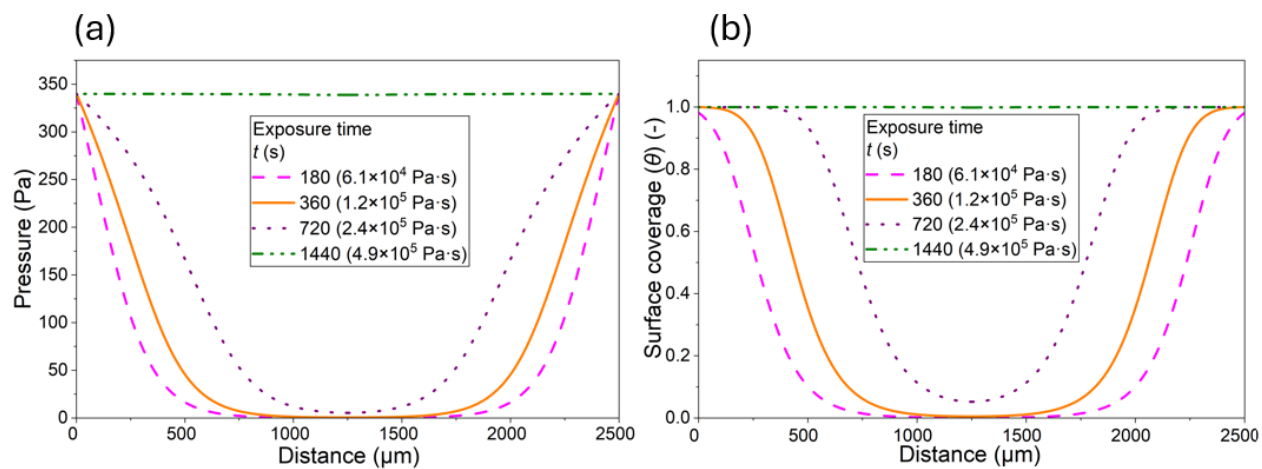 (a)
350
300
250
200
150
100
50
0
Pressure (Pa)
Exposure time
t (s)
180 (6.1×10⁴ Pa·s)
360 (1.2×10⁵ Pa·s)
720 (2.4×10⁵ Pa·s)
1440 (4.9×10⁵ Pa·s)
0 500 1000 1500 2000 2500
Distance (µm)
(b)
1.0
0.8
0.6
0.4
0.2
0.0
Surface coverage (θ) (-)
Exposure time
t (s)
180 (6.1×10⁴ Pa·s)
360 (1.2×10⁵ Pa·s)
720 (2.4×10⁵ Pa·s)
1440 (4.9×10⁵ Pa·s)
0 500 1000 1500 2000 2500
Distance (µm)